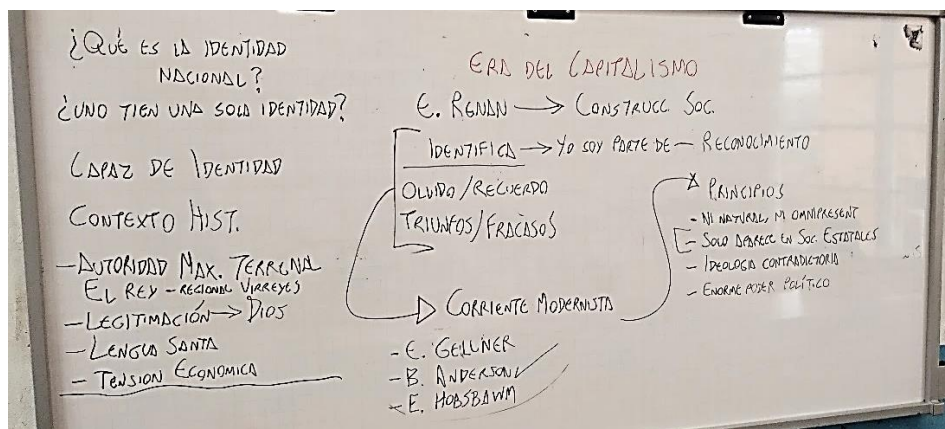 ¿QUÉ ES LA IDENTIDAD
NACIONAL?
¿UNO TIEN UNA SOLA IDENTIDAD?
CAPAZ DE IDENTIDAD
CONTEXTO HIST.
- AUTORIDAD MAX. TERRENAL
EL REY - REGIONAL VIRREYES
- LEGITIMACIÓN → DIOS
- LENGUA SANTA
- TENSION ECONOMICA
ERA DEL CAPITALISMO
E. RENAN → CONSTRUCC SOC.
IDENTIFICA → YO SOY PARTE DE - RECONOCIMIENTO
OLVIDO/RECUERDO
TRIUNFOS/FRACASOS
CORRIENTE MODERNISTA
- E. GELLNER
- B. ANDERSON
- E. HOBSBAWM
PRINCIPIOS
- NI NATURAL, NI OMNIPRESENT
- SOLO APARECE EN SOC. ESTATALES
- IDEOLOGIA CONTRADICTORIA
- ENORME PODER POLÍTICO